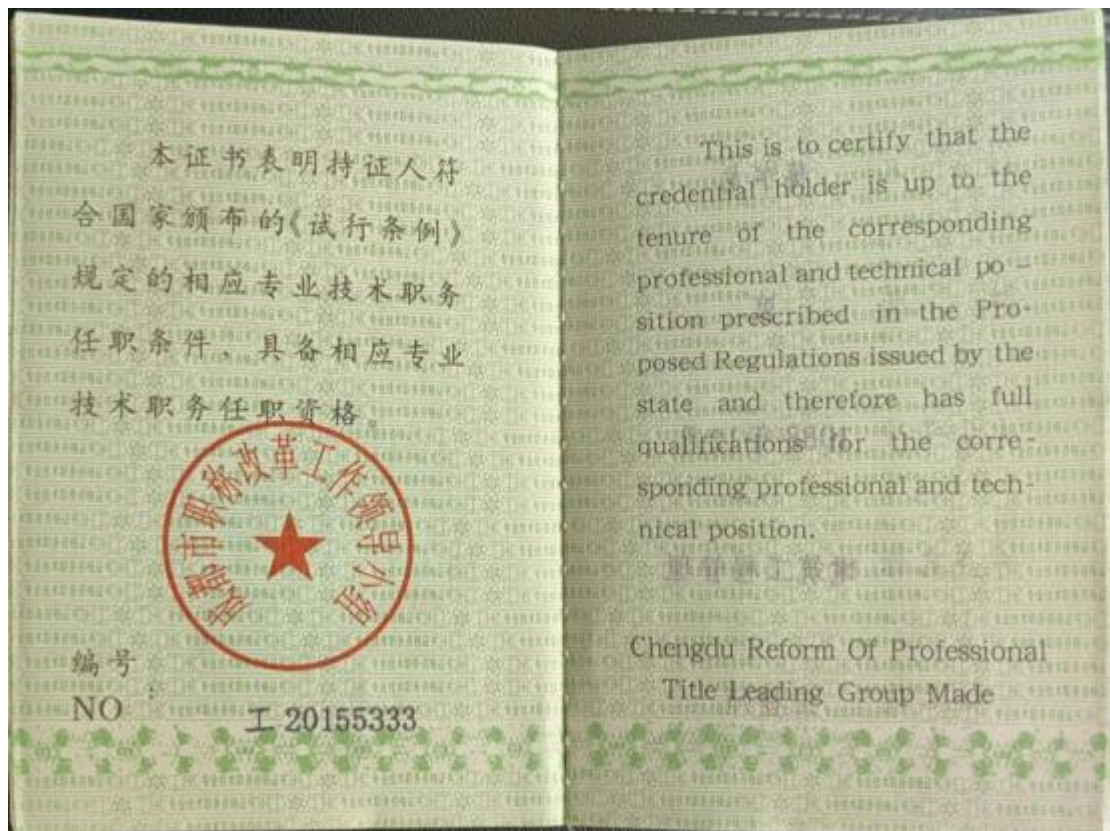 本证书表明持证人符
合国家颁布的《试行条例》
规定的相应专业技术职务
任职条件、具备相应专业
技术职务任职资格。
成都市职称改革工作领导小组
编号
NO :
工 20155333
This is to certify that the
credential holder is up to the
tenure of the corresponding
professional and technical po-
sition prescribed in the Pro-
posed Regulations issued by the
state and therefore has full
qualifications for the corre-
sponding professional and tech-
nical position.
Chengdu Reform Of Professional
Title Leading Group Made